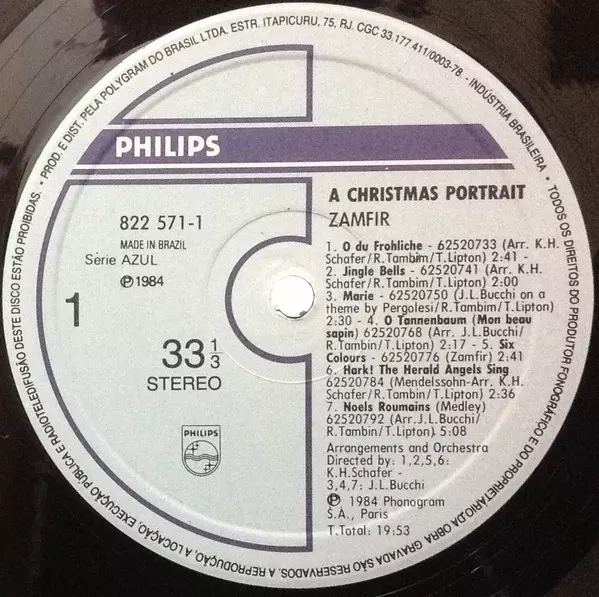 • PROD. E DIST. PELA POLYGRAM DO BRASIL LTDA. ESTR. ITAPICURU, 75, RJ. CGC 33.177.411/0003-78. - INDÚSTRIA BRASILEIRA • TODOS OS DIREITOS DO PRODUTOR FONOGRÁFICO E DO PROPRIETÁRIO DA OBRA GRAVADA SÃO RESERVADOS. A REPRODUÇÃO, A LOCAÇÃO, EXECUÇÃO PÚBLICA E RADIOTELEDIFUSÃO DESTE DISCO ESTÃO PROIBIDAS.
PHILIPS
822 571-1
MADE IN BRAZIL
Série AZUL
Ⓟ1984
1
33 1/3
STEREO
PHILIPS
A CHRISTMAS PORTRAIT
ZAMFIR
1. O du Frohliche - 62520733 (Arr. K.H.
Schafer/R.Tambim/T.Lipton) 2:41 -
2. Jingle Bells - 62520741 (Arr. K.H.
Schafer/R.Tambin/T.Lipton) 2:00
3. Marie - 62520750 (J.L.Bucchi on a
theme by Pergolesi/R.Tambim/T.Lipton)
2:30 - 4. O Tannenbaum (Mon beau
sapin) 62520768 (Arr. J.L.Bucchi/
R.Tambin/T.Lipton) 2:17 - 5. Six
Colours - 62520776 (Zamfir) 2:41
6. Hark! The Herald Angels Sing
62520784 (Mendelssohn-Arr. K.H.
Schafer/R.Tambin/T.Lipton) 2:36
7. Noels Roumains (Medley)
62520792 (Arr.J.L.Bucchi/
R.Tambin/T.Lipton) 5:08
Arrangements and Orchestra
Directed by: 1,2,5,6:
K.H.Schafer -
3,4,7: J.L.Bucchi
Ⓟ 1984 Phonogram
S.A., Paris
T.Total: 19:53